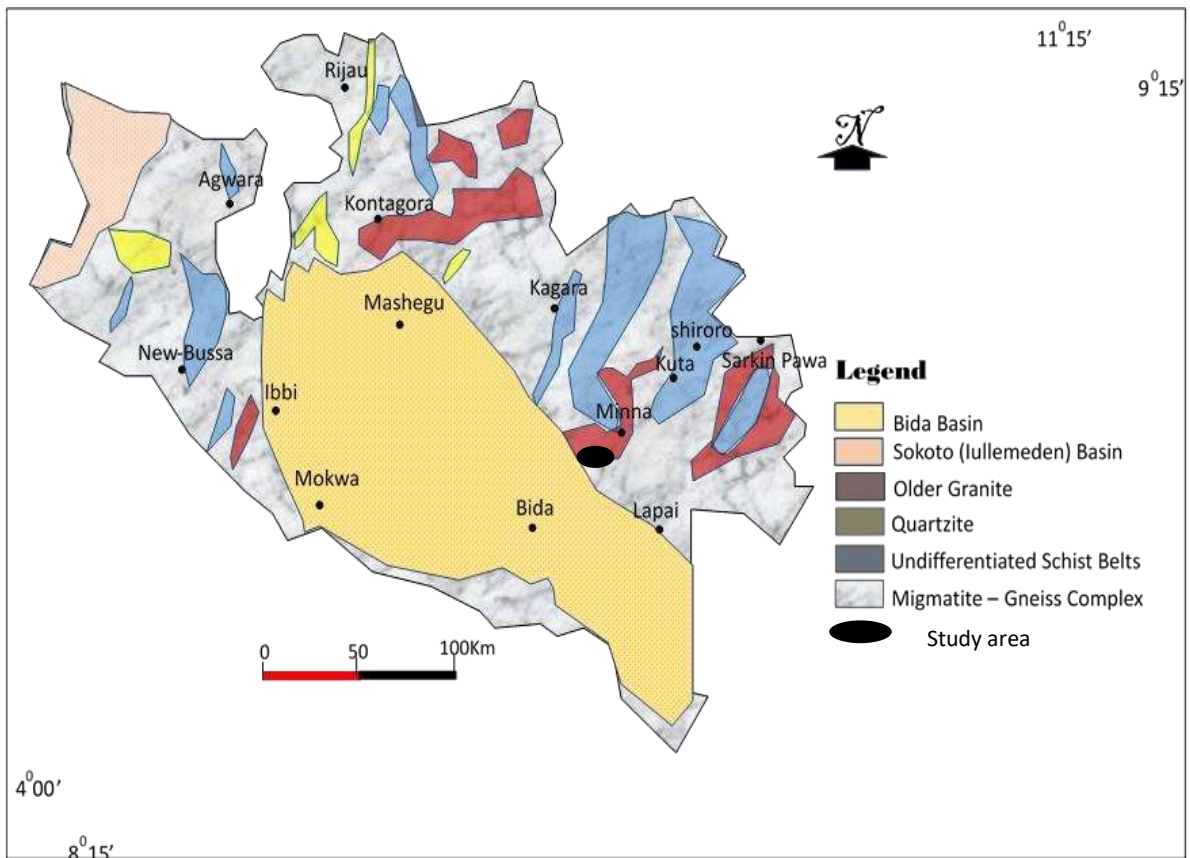 11⁰15’
9⁰15’
N
Rijau
Agwara
Kontagora
Kagara
Mashegu
shiroro
New-Bussa
Kuta
Sarkin Pawa
Ibbi
Minna
Mokwa
Bida
Lapai
Legend
Bida Basin
Sokoto (Iullemeden) Basin
Older Granite
Quartzite
Undifferentiated Schist Belts
Migmatite – Gneiss Complex
Study area
0 50 100Km
4⁰00’
8⁰15’